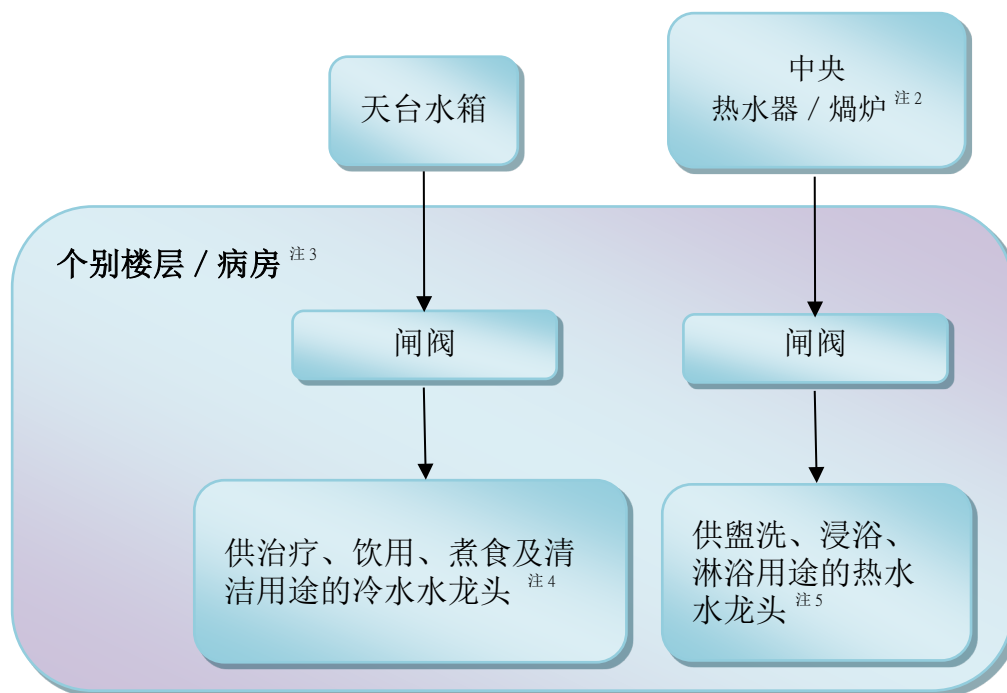 天台水箱
中央
热水器 / 焗炉 注 2
个别楼层 / 病房 注 3
闸阀
闸阀
供治疗、饮用、煮食及清
洁用途的冷水水龙头 注 4
供盥洗、浸浴、
淋浴用途的热水
水龙头 注 5